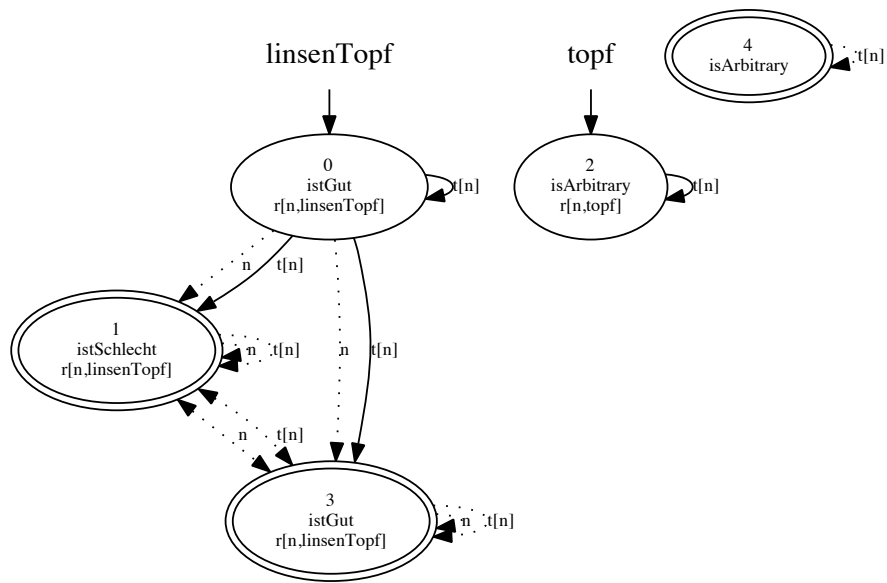 linsenTopf
topf
4
isArbitrary
t[n]
0
istGut
r[n,linsenTopf]
t[n]
2
isArbitrary
r[n,topf]
t[n]
n
t[n]
n
t[n]
1
istSchlecht
r[n,linsenTopf]
n
t[n]
n
t[n]
3
istGut
r[n,linsenTopf]
n
t[n]